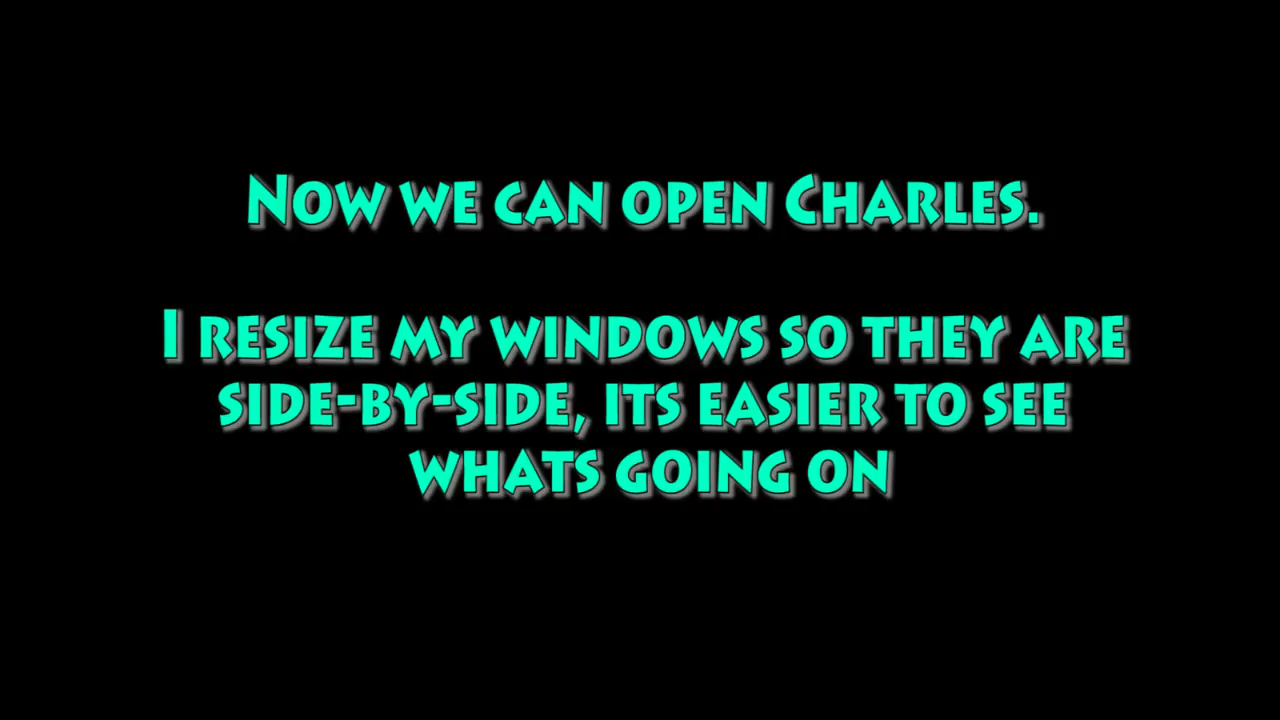 Now we can open Charles.
I resize my windows so they are
side-by-side, its easier to see
whats going on